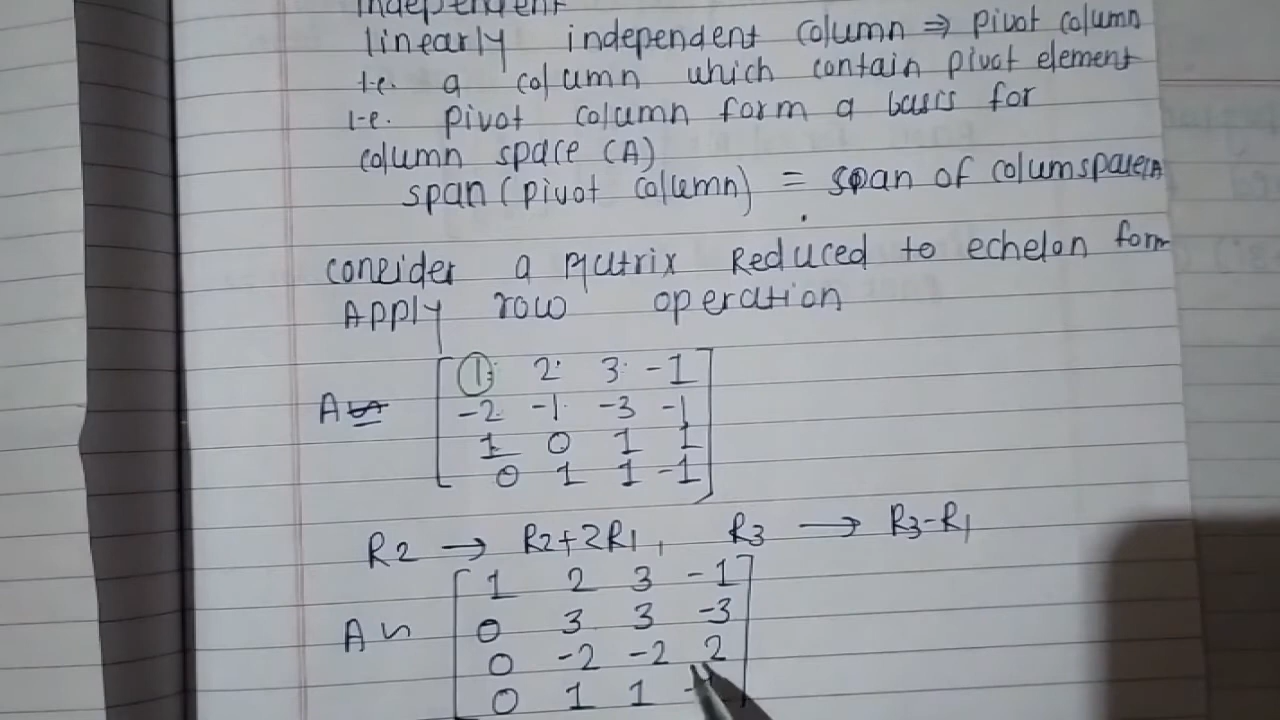 Independent
linearly independent column ⇒ pivot column
i.e. a column which contain pivot element
i.e. pivot column form a basis for
column space (A)
span (pivot column) = span of columspace(A)
consider a matrix Reduced to echelon form
Apply row operation
A~ [ 1 2 3 -1
-2 -1 -3 -1
1 0 1 1
0 1 1 -1 ]
R2 → R2+2R1, R3 → R3-R1
A ~ [ 1 2 3 -1
0 3 3 -3
0 -2 -2 2
0 1 1 - ]